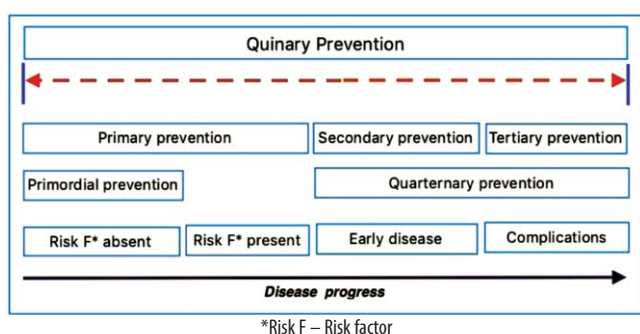 Quinary Prevention
Primary prevention Secondary prevention Tertiary prevention
Primordial prevention Quarternary prevention
Risk F* absent Risk F* present Early disease Complications
Disease progress
*Risk F – Risk factor